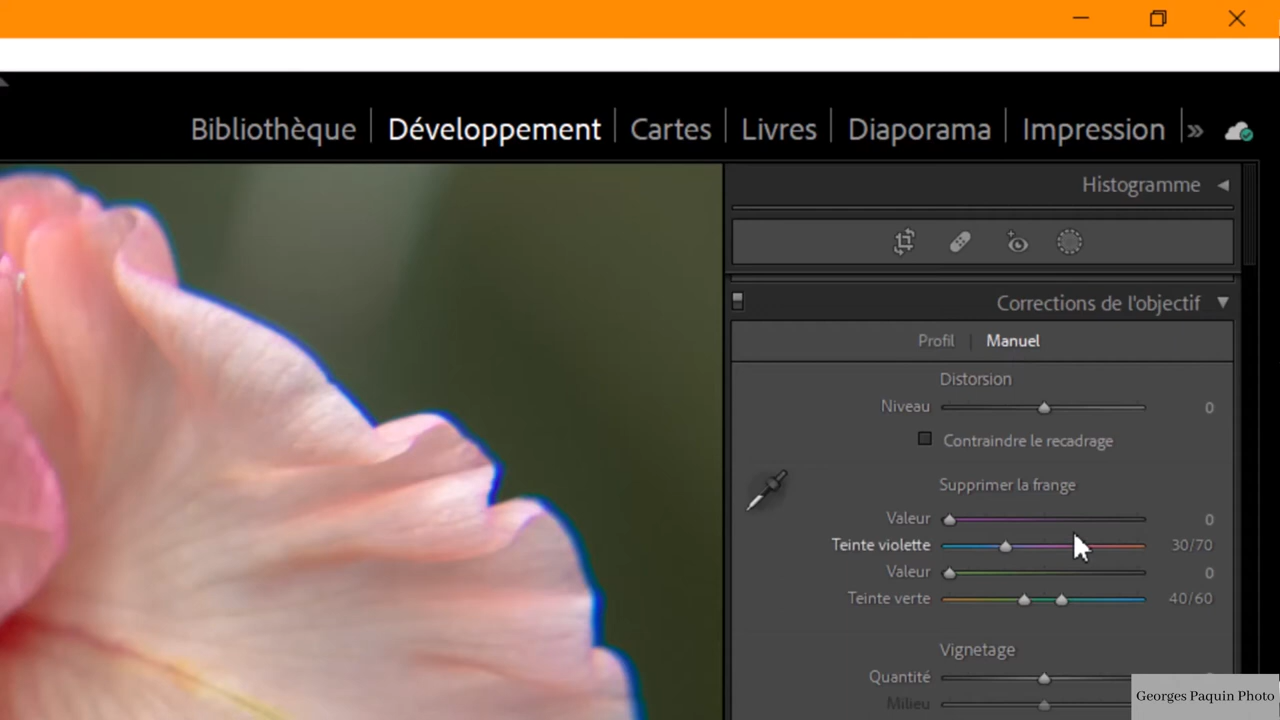 Bibliothèque | Développement | Cartes | Livres | Diaporama | Impression | »
Histogramme
Corrections de l'objectif
Profil | Manuel
Distorsion
Niveau 0
Contraindre le recadrage
Supprimer la frange
Valeur 0
Teinte violette 30/70
Valeur 0
Teinte verte 40/60
Vignetage
Quantité
Milieu
Georges Paquin Photo